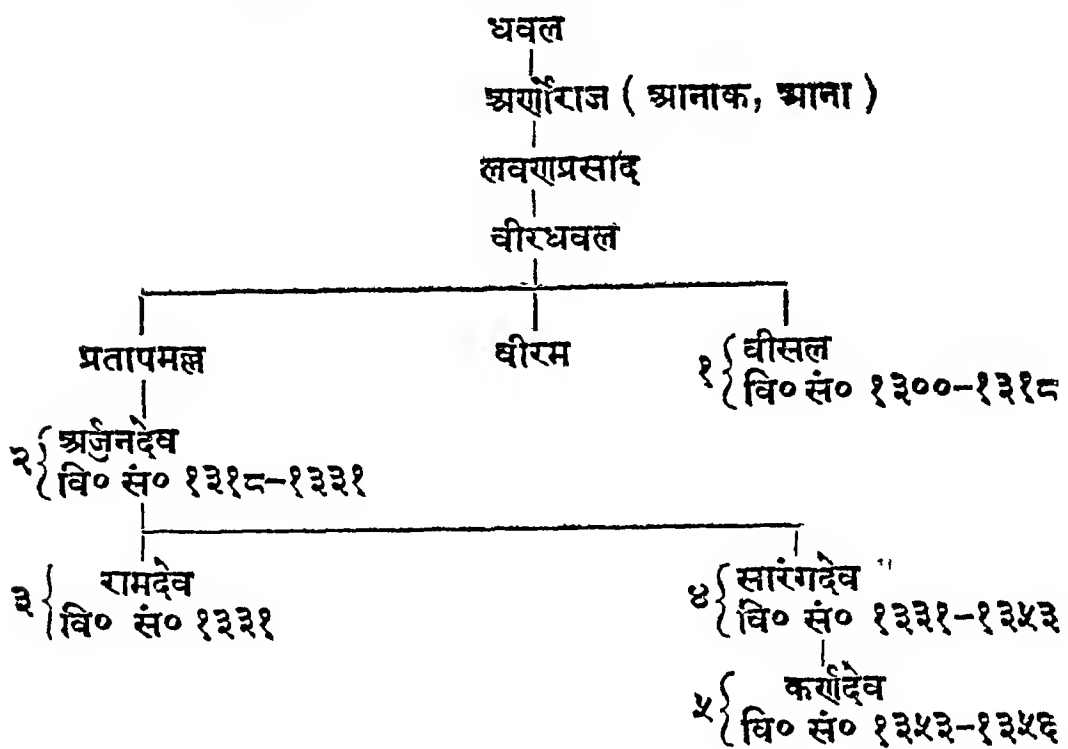 धवल
अर्णोराज ( आनाक, आना )
लवणप्रसाद
वीरधवल
प्रतापमल्ल
वीरम
१ { वीसल
वि० सं० १३००-१३१८
२ { अर्जुनदेव
वि० सं० १३१८-१३३१
३ { रामदेव
वि० सं० १३३१
४ { सारंगदेव
वि० सं० १३३१-१३५३
५ { कर्णदेव
वि० सं० १३५३-१३५६